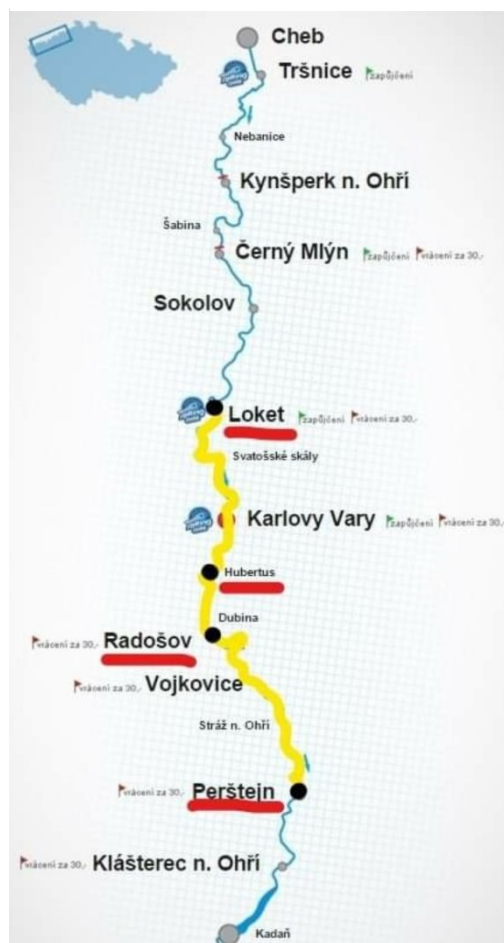 Cheb
Tršnice zapůjčení
Nebanice
Kynšperk n. Ohří
Šabina
Černý Mlýn zapůjčení vrácení za 30,-
Sokolov
Loket zapůjčení vrácení za 30,-
Svatošské skály
Karlovy Vary zapůjčení vrácení za 30,-
Hubertus
Dubina
vrácení za 30,- Radošov
vrácení za 30,- Vojkovice
Stráž n. Ohří
vrácení za 30,- Perštejn
vrácení za 30,- Klášterec n. Ohří
Kadaň